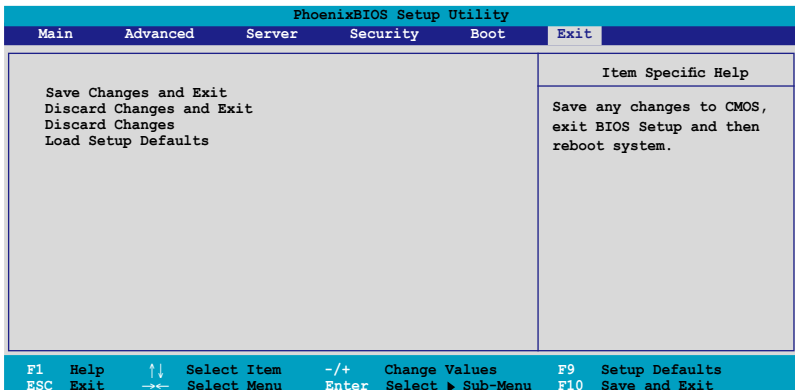 PhoenixBIOS Setup Utility
Main Advanced Server Security Boot Exit
Save Changes and Exit
Discard Changes and Exit
Discard Changes
Load Setup Defaults
Item Specific Help
Save any changes to CMOS,
exit BIOS Setup and then
reboot system.
F1 Help ↑↓ Select Item -/+ Change Values F9 Setup Defaults
ESC Exit →← Select Menu Enter Select ▶ Sub-Menu F10 Save and Exit